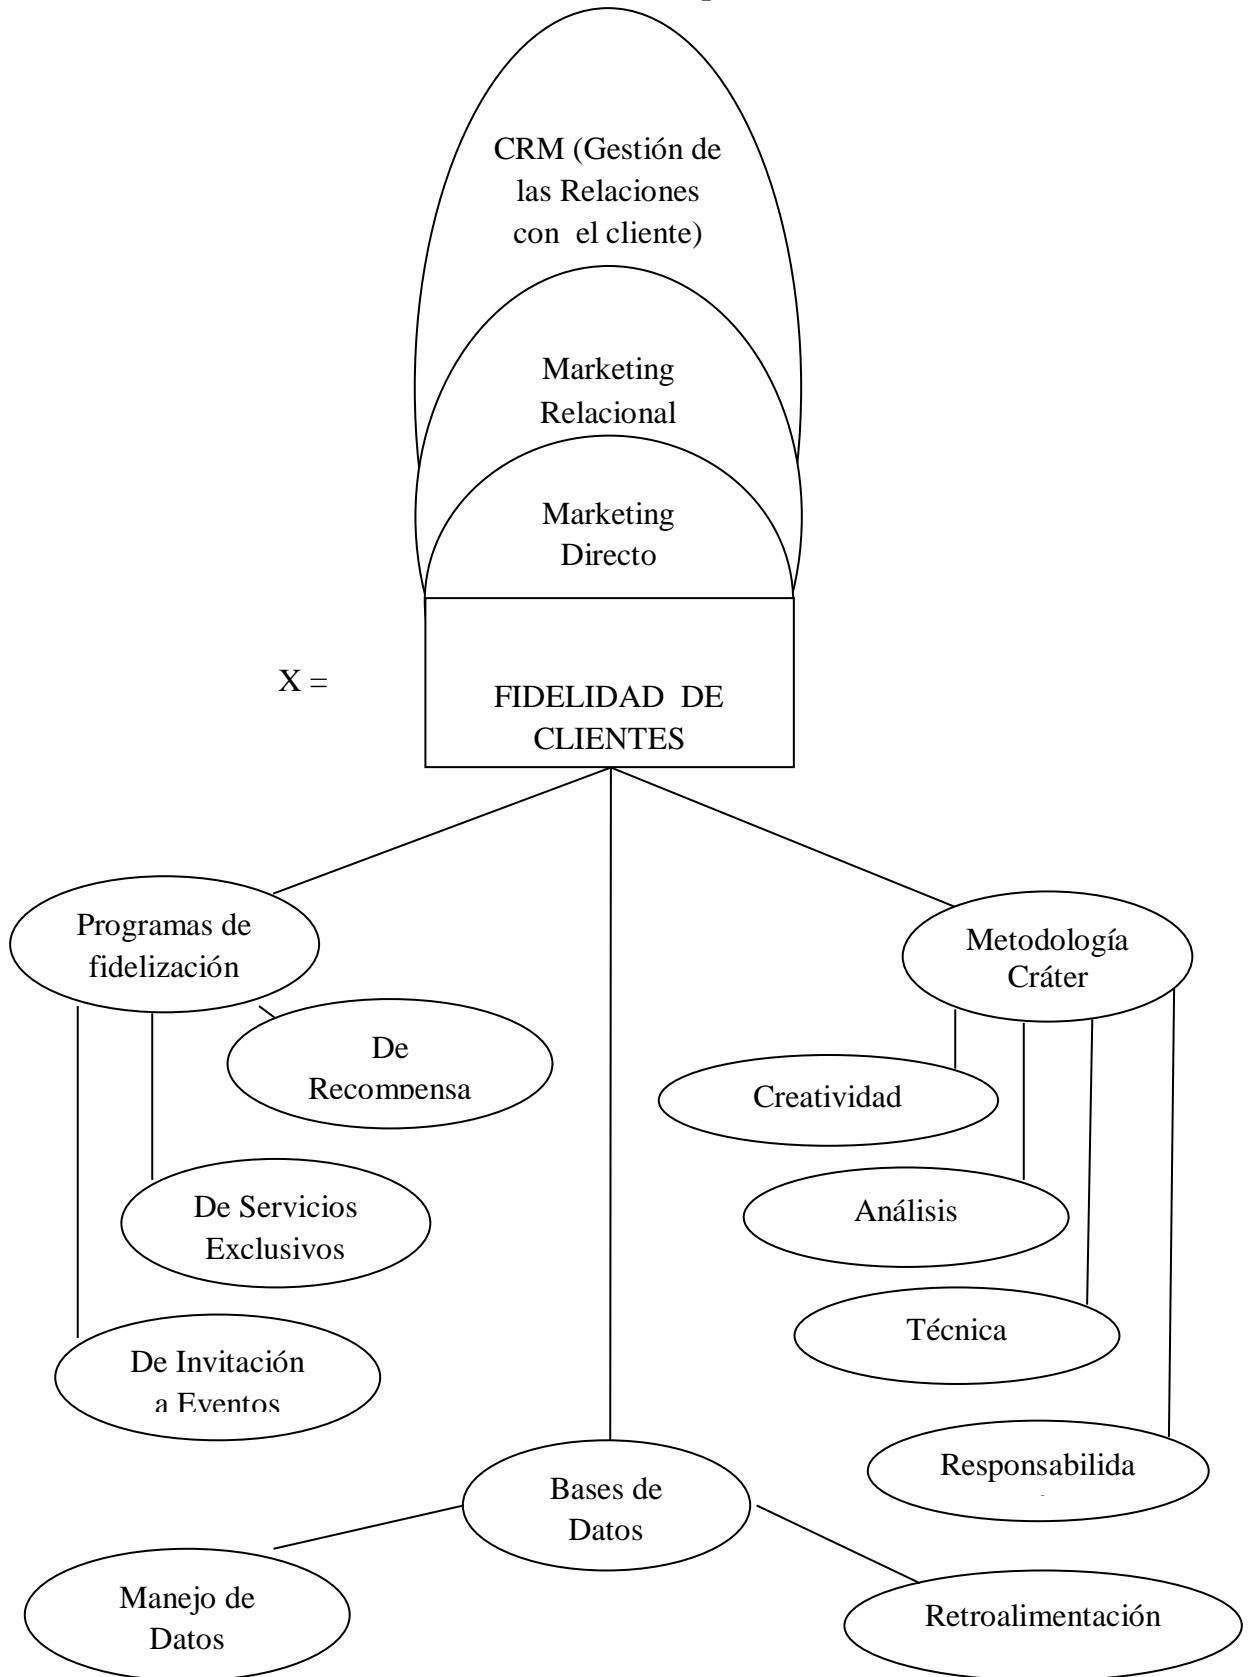 CRM (Gestión de
las Relaciones
con el cliente)
Marketing
Relacional
Marketing
Directo
X =
FIDELIDAD DE
CLIENTES
Programas de
fidelización
Metodología
Cráter
De
Recompensa
Creatividad
De Servicios
Exclusivos
Análisis
Técnica
De Invitación
a Eventos
Responsabilida
Bases de
Datos
Manejo de
Datos
Retroalimentación